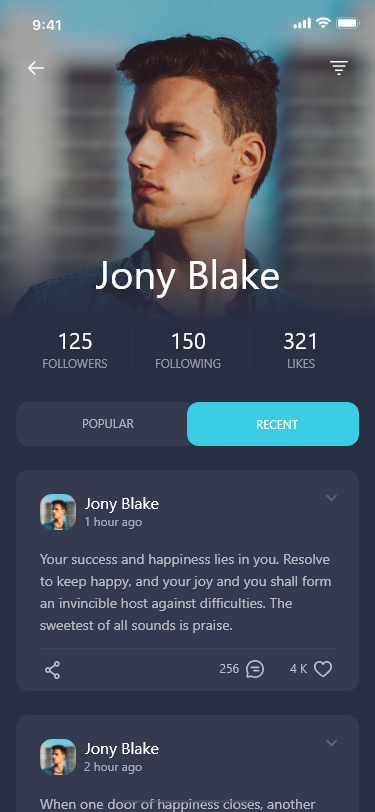 9:41
Jony Blake
125 150 321
FOLLOWERS FOLLOWING LIKES
POPULAR RECENT
Jony Blake
1 hour ago
Your success and happiness lies in you. Resolve
to keep happy, and your joy and you shall form
an invincible host against difficulties. The
sweetest of all sounds is praise.
256 4 K
Jony Blake
2 hour ago
When one door of happiness closes, another